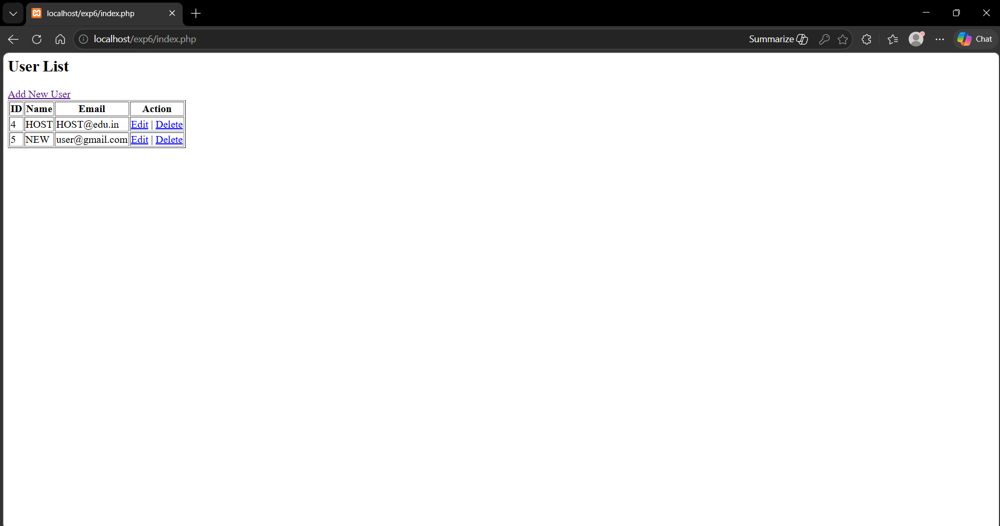 localhost/exp6/index.php
localhost/exp6/index.php Summarize Chat
User List
Add New User
ID Name Email Action
4 HOST HOST@edu.in Edit | Delete
5 NEW user@gmail.com Edit | Delete